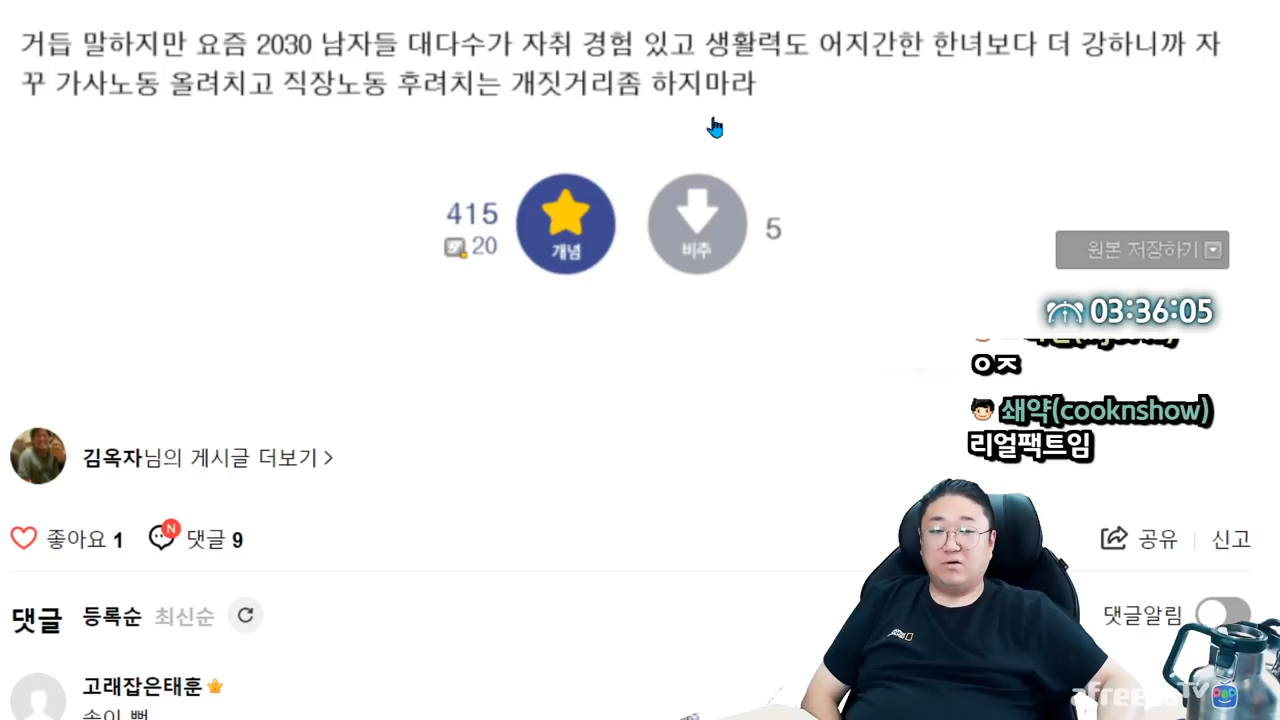 거듭 말하지만 요즘 2030 남자들 대다수가 자취 경험 있고 생활력도 어지간한 한녀보다 더 강하니까 자
꾸 가사노동 올려치고 직장노동 후려치는 개짓거리좀 하지마라
415
20
개념
비추
5
원본 저장하기
03:36:05
ㅇㅈ
쇄약(cooknshow)
리얼팩트임
김옥자님의 게시글 더보기 >
좋아요 1
N
댓글 9
공유
신고
댓글 등록순 최신순
댓글알림
고래잡은태훈
afreecaTV